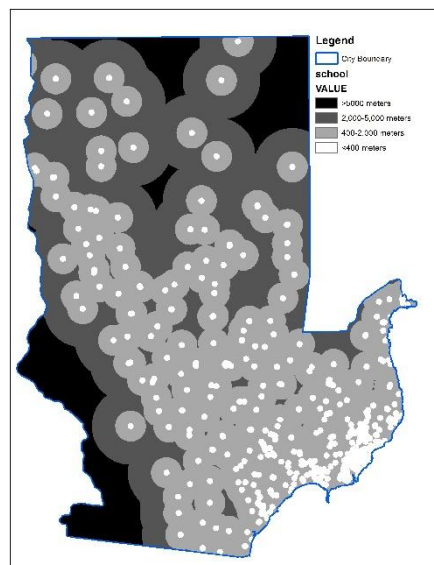 Legend
City Boundary
school
VALUE
>5000 meters
2,000-5,000 meters
400-2,000 meters
<400 meters